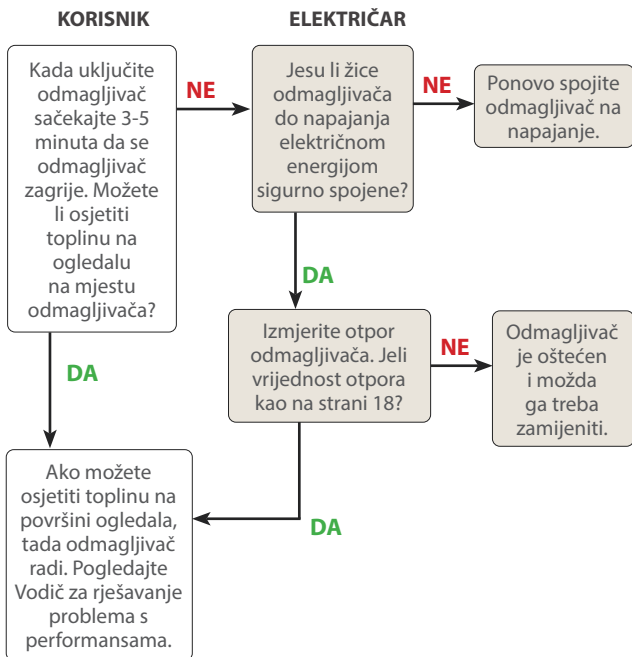 KORISNIK
Kada uključite
odmagljivač
sačekajte 3-5
minuta da se
odmagljivač
zagrije. Možete
li osjetiti
toplinu na
ogledalu
na mjestu
odmagljivača?
NE
DA
ELEKTRIČAR
Jesu li žice
odmagljivača
do napajanja
električnom
energijom
sigurno spojene?
NE
Ponovo spojite
odmagljivač na
napajanje.
DA
Izmjerite otpor
odmagljivača. Jeli
vrijednost otpora
kao na strani 18?
NE
Odmagljivač
je oštećen
i možda
ga treba
zamijeniti.
DA
Ako možete
osjetiti toplinu na
površini ogledala,
tada odmagljivač
radi. Pogledajte
Vodič za rješavanje
problema s
performansama.